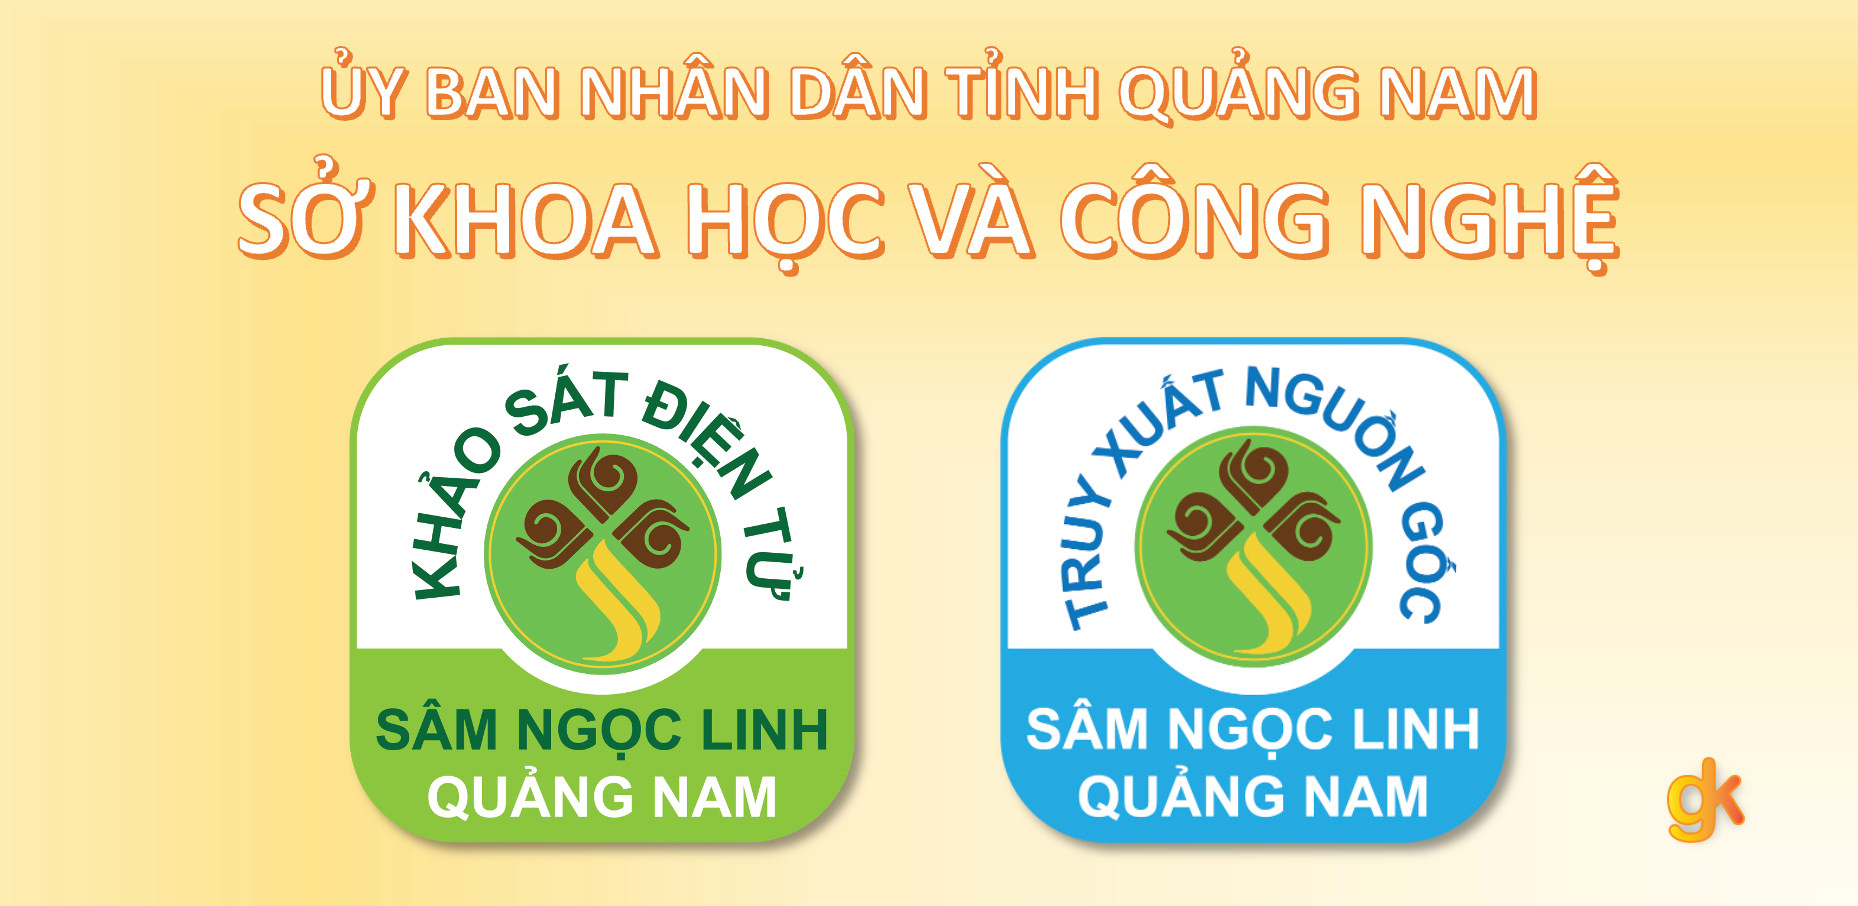 ỦY BAN NHÂN DÂN TỈNH QUẢNG NAM
SỞ KHOA HỌC VÀ CÔNG NGHỆ
KHẢO SÁT ĐIỆN TỬ
SÂM NGỌC LINH
QUẢNG NAM
TRUY XUẤT NGUỒN GỐC
SÂM NGỌC LINH
QUẢNG NAM
gk